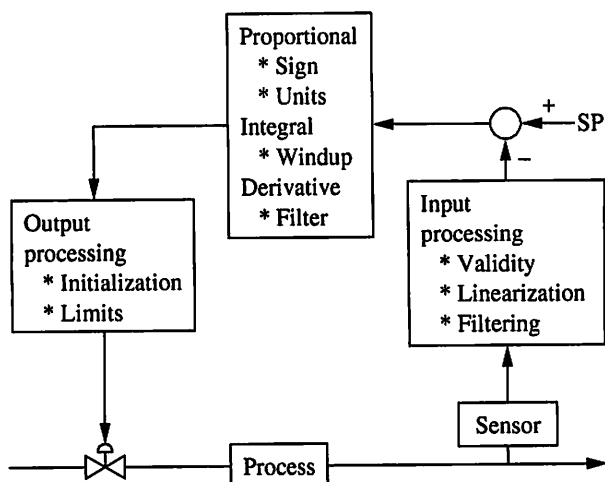 Proportional
* Sign
* Units
Integral
* Windup
Derivative
* Filter
+
SP
−
Output
processing
* Initialization
* Limits
Input
processing
* Validity
* Linearization
* Filtering
Sensor
Process